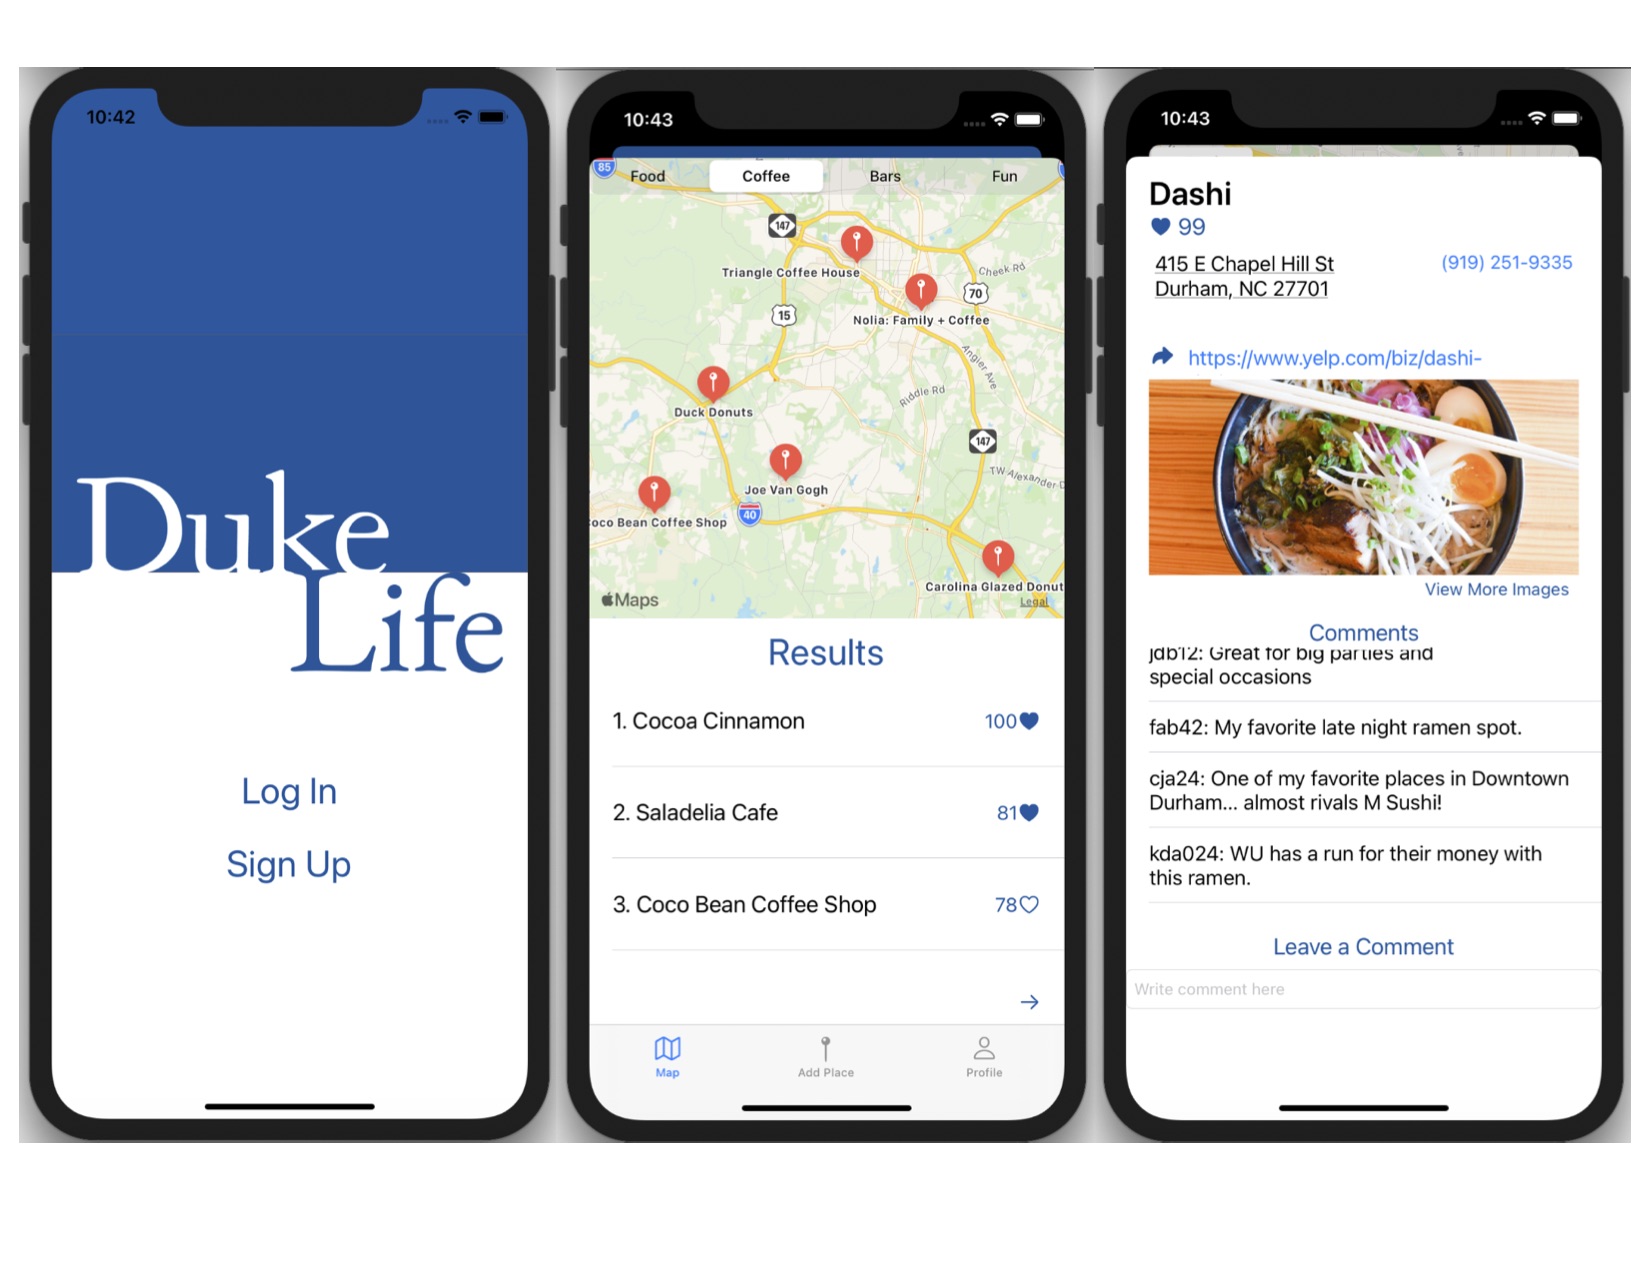 10:42
Duke
Life
Log In
Sign Up
10:43
85
Food
Coffee
Bars
Fun
147
Triangle Coffee House
Cheek Rd
70
15
Nolia: Family + Coffee
Angier Ave
Riddle Rd
Duck Donuts
147
Joe Van Gogh
TW Alexander D
40
oco Bean Coffee Shop
Carolina Glazed Donut
Maps
Legal
Results
1. Cocoa Cinnamon
100
2. Saladelia Cafe
81
3. Coco Bean Coffee Shop
78
Map
Add Place
Profile
10:43
Dashi
99
415 E Chapel Hill St
(919) 251-9335
Durham, NC 27701
https://www.yelp.com/biz/dashi-
View More Images
Comments
jdb12: Great for big parties and
special occasions
fab42: My favorite late night ramen spot.
cja24: One of my favorite places in Downtown
Durham... almost rivals M Sushi!
kda024: WU has a run for their money with
this ramen.
Leave a Comment
Write comment here